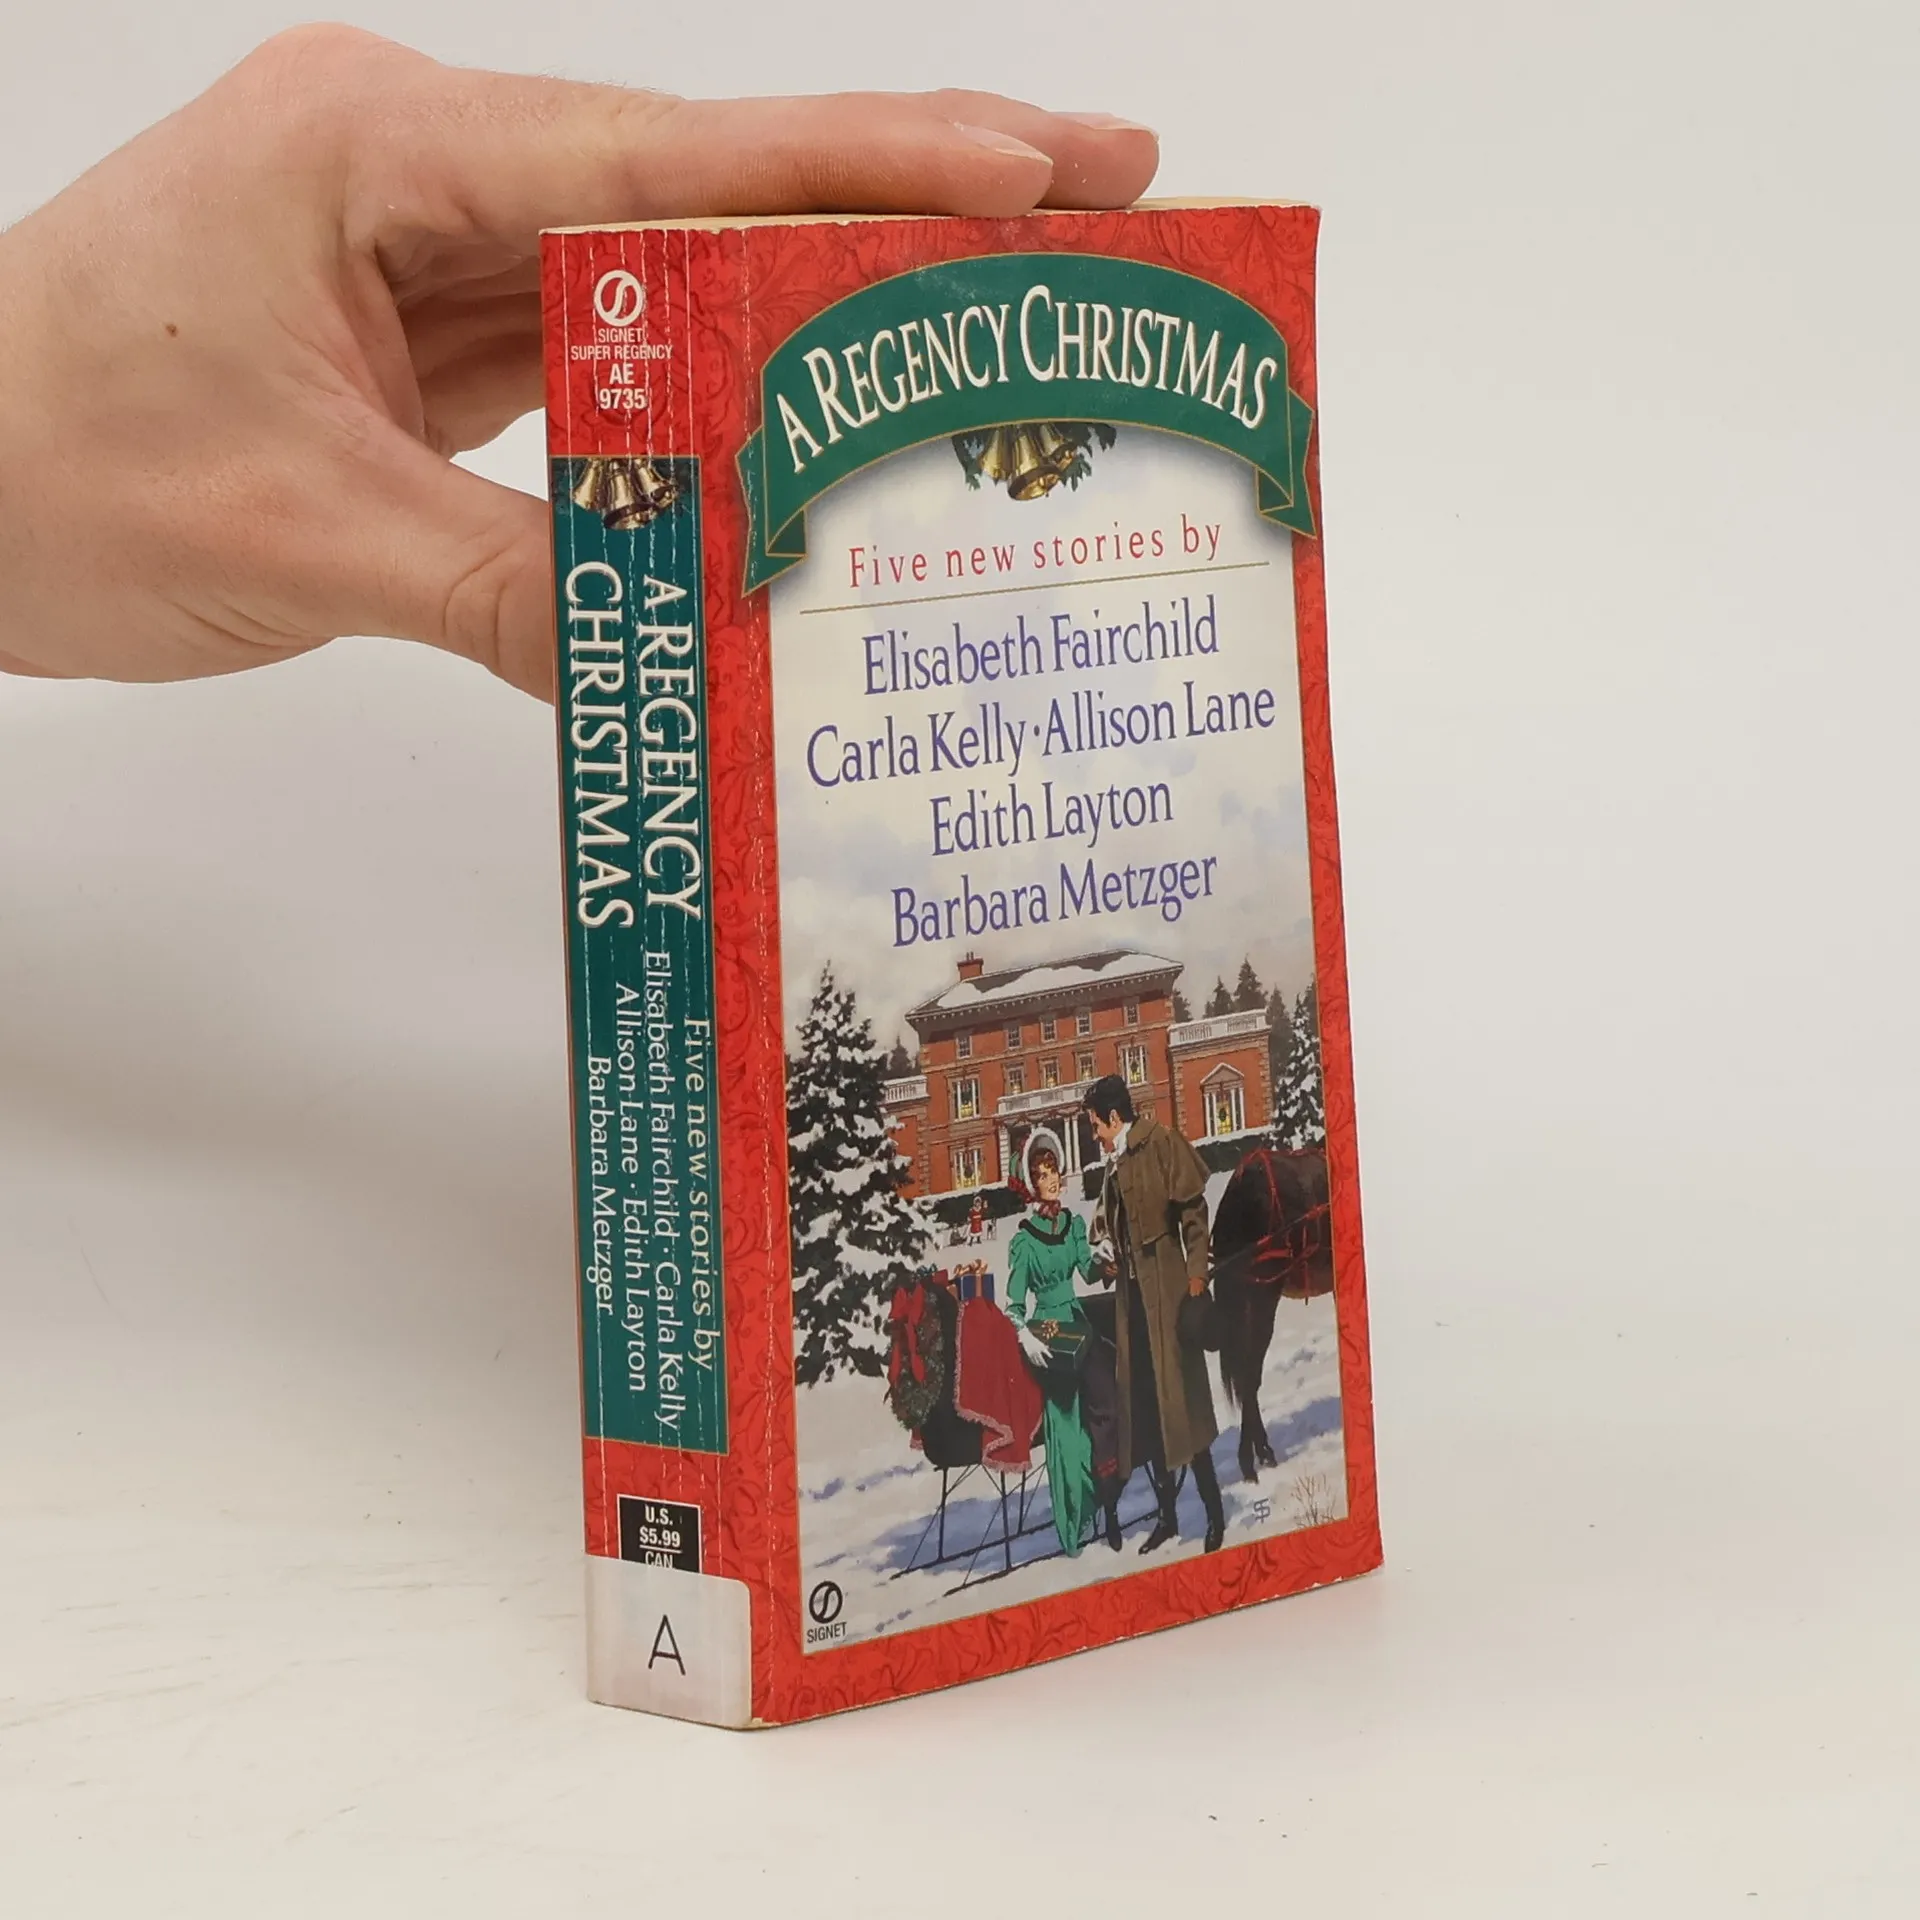 SIGNET
SUPER REGENCY
AE
9735
A REGENCY
CHRISTMAS
Five new stories by
Elisabeth Fairchild · Carla Kelly
Allison Lane · Edith Layton
Barbara Metzger
U.S.
$5.99
CAN
A
A REGENCY CHRISTMAS
Five new stories by
Elisabeth Fairchild
Carla Kelly · Allison Lane
Edith Layton
Barbara Metzger
SIGNET